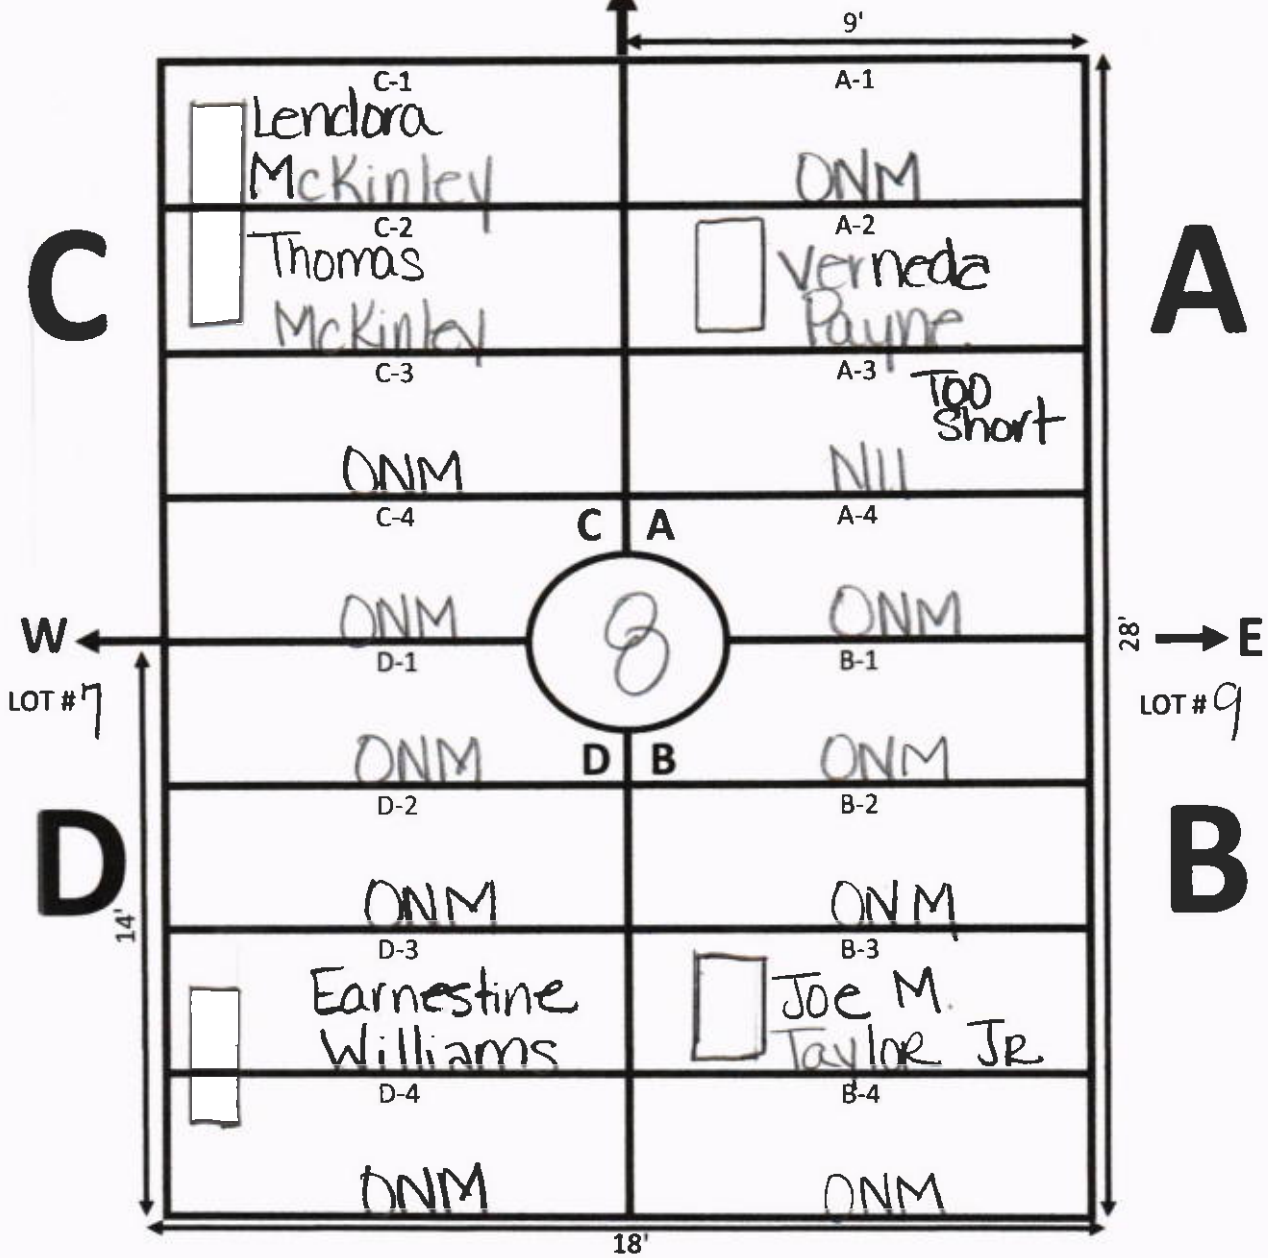 9'
C-1 A-1
Lendora
McKinley ONM
C-2 A-2
C A
Thomas Verneda
McKinley Payne
C-3 A-3
Too
Short
ONM
C-4 C A A-4
ONM 8 ONM
W 28' E
D-1 B-1
LOT #7 LOT #9
ONM D B ONM
D-2 B-2
D B
ONM ONM
14'
D-3 B-3
Earnestine Joe M.
Williams Taylor JR
D-4 B-4
ONM ONM
18'